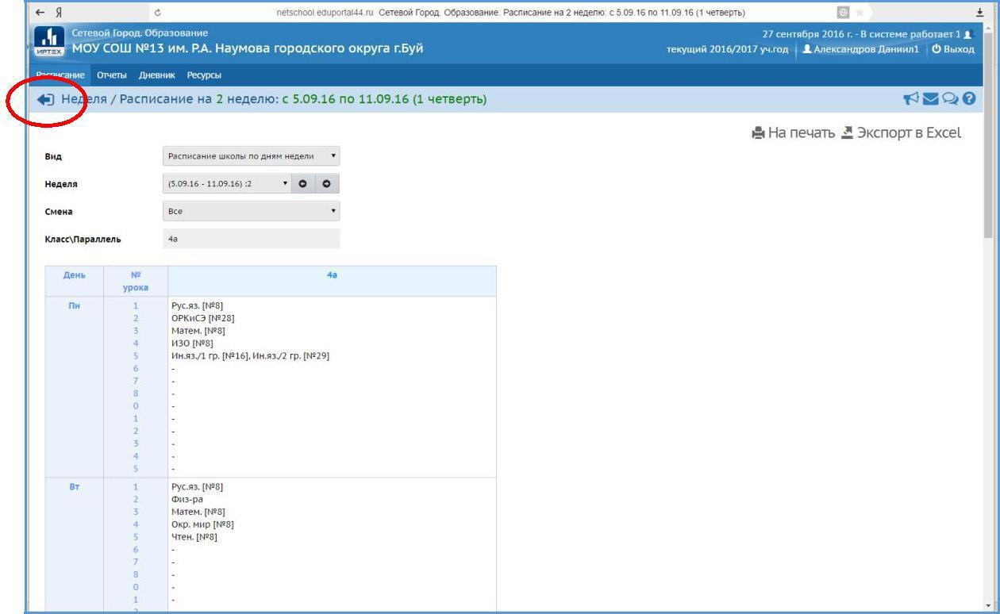 Я netschool.eduportal44.ru Сетевой Город. Образование. Расписание на 2 неделю: с 5.09.16 по 11.09.16 (1 четверть)
Сетевой Город. Образование
27 сентября 2016 г. - В системе работает 1
ИРТЕХ
МОУ СОШ №13 им. Р.А. Наумова городского округа г.Буй
текущий 2016/2017 уч.год Александров Даниил1 Выход
Расписание Отчеты Дневник Ресурсы
Неделя / Расписание на 2 неделю: с 5.09.16 по 11.09.16 (1 четверть)
На печать Экспорт в Excel
Вид Расписание школы по дням недели
Неделя (5.09.16 - 11.09.16) :2
Смена Все
Класс\Параллель 4а
День № урока 4а
Пн 1 Рус.яз. [№8]
2 ОРКиСЭ [№28]
3 Матем. [№8]
4 ИЗО [№8]
5 Ин.яз./1 гр. [№16], Ин.яз./2 гр. [№29]
6 -
7 -
8 -
0 -
1 -
2 -
3 -
4 -
5 -
Вт 1 Рус.яз. [№8]
2 Физ-ра
3 Матем. [№8]
4 Окр. мир [№8]
5 Чтен. [№8]
6 -
7 -
8 -
0 -
1 -